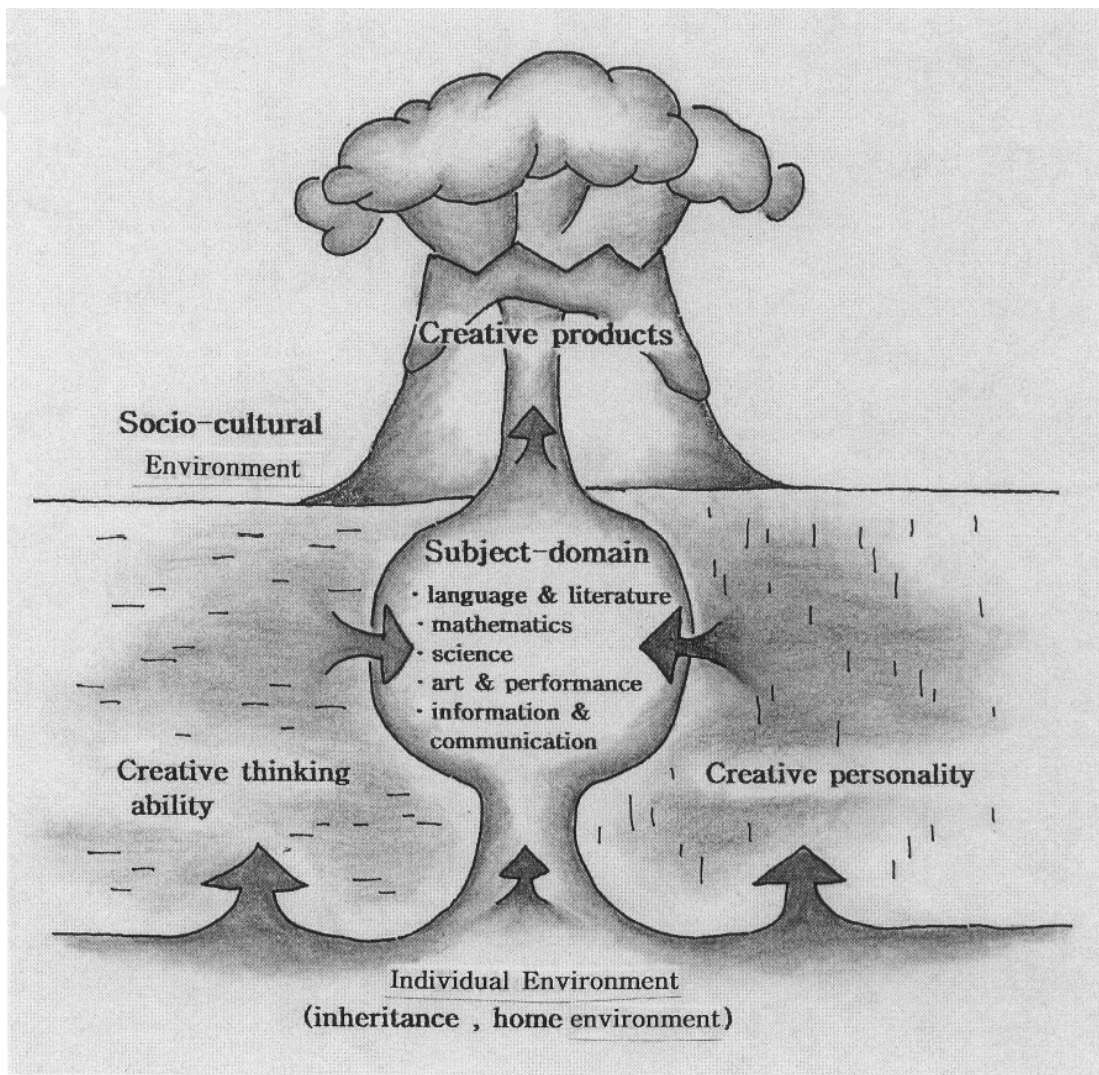 Creative products
Socio-cultural
Environment
Subject-domain
· language & literature
· mathematics
· science
· art & performance
· information &
communication
Creative thinking
ability
Creative personality
Individual Environment
(inheritance , home environment)